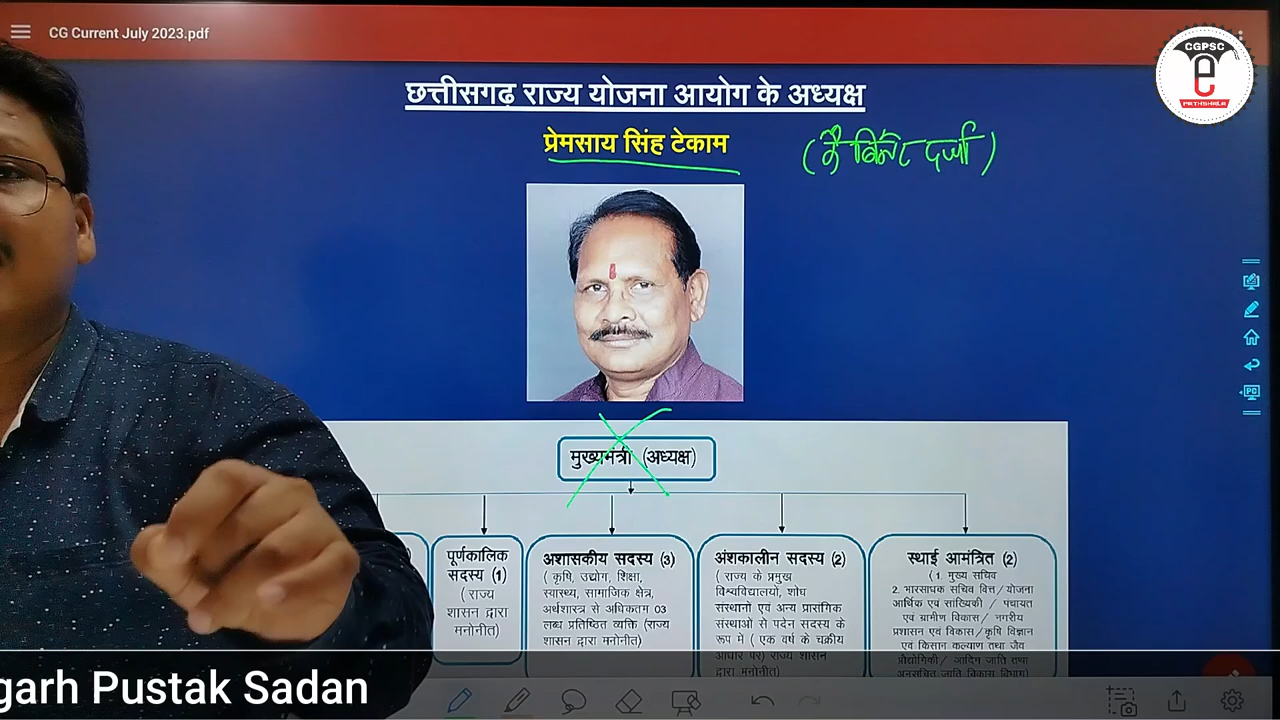 CG Current July 2023.pdf
CGPSC
e
PATHSHALA
छत्तीसगढ़ राज्य योजना आयोग के अध्यक्ष
प्रेमसाय सिंह टेकाम
(कैबिनेट दर्जा)
मुख्यमंत्री (अध्यक्ष)
)
पूर्णकालिक
सदस्य (1)
( राज्य
शासन द्वारा
मनोनीत)
अशासकीय सदस्य (3)
( कृषि, उद्योग, शिक्षा,
स्वास्थ्य, सामाजिक क्षेत्र,
अर्थशास्त्र से अधिकतम 03
लब्ध प्रतिष्ठित व्यक्ति (राज्य
शासन द्वारा मनोनीत)
अंशकालीन सदस्य (2)
( राज्य के प्रमुख
विश्वविद्यालयों, शोध
संस्थानो एवं अन्य प्रासंगिक
संस्थाओं से पदेन सदस्य के
रूप में ( एक वर्ष के चक्रीय
आधार पर) राज्य शासन
द्वारा मनोनीत)
स्थाई आमंत्रित (2)
(1. मुख्य सचिव
2. भारसाधक सचिव वित्त/योजना
आर्थिक एवं सांख्यिकी / पंचायत
एवं ग्रामीण विकास/ नगरीय
प्रशासन एवं विकास/कृषि विज्ञान
एवं किसान कल्याण तथा जैव
प्रौद्योगिकी/ आदिम जाति तथा
अनुसूचित जाति विकास विभाग)
PC
garh Pustak Sadan